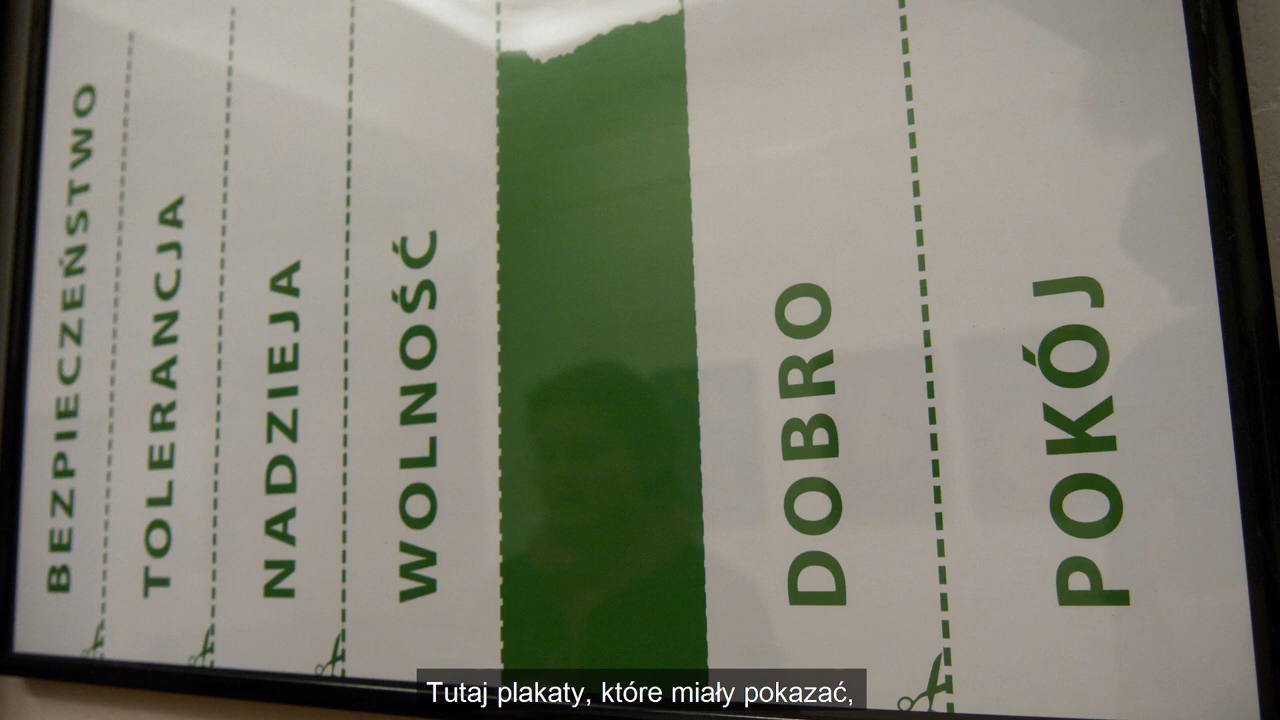 BEZPIECZEŃSTWO
TOLERANCJA
NADZIEJA
WOLNOŚĆ
DOBRO
POKÓJ
Tutaj plakaty, które miały pokazać,